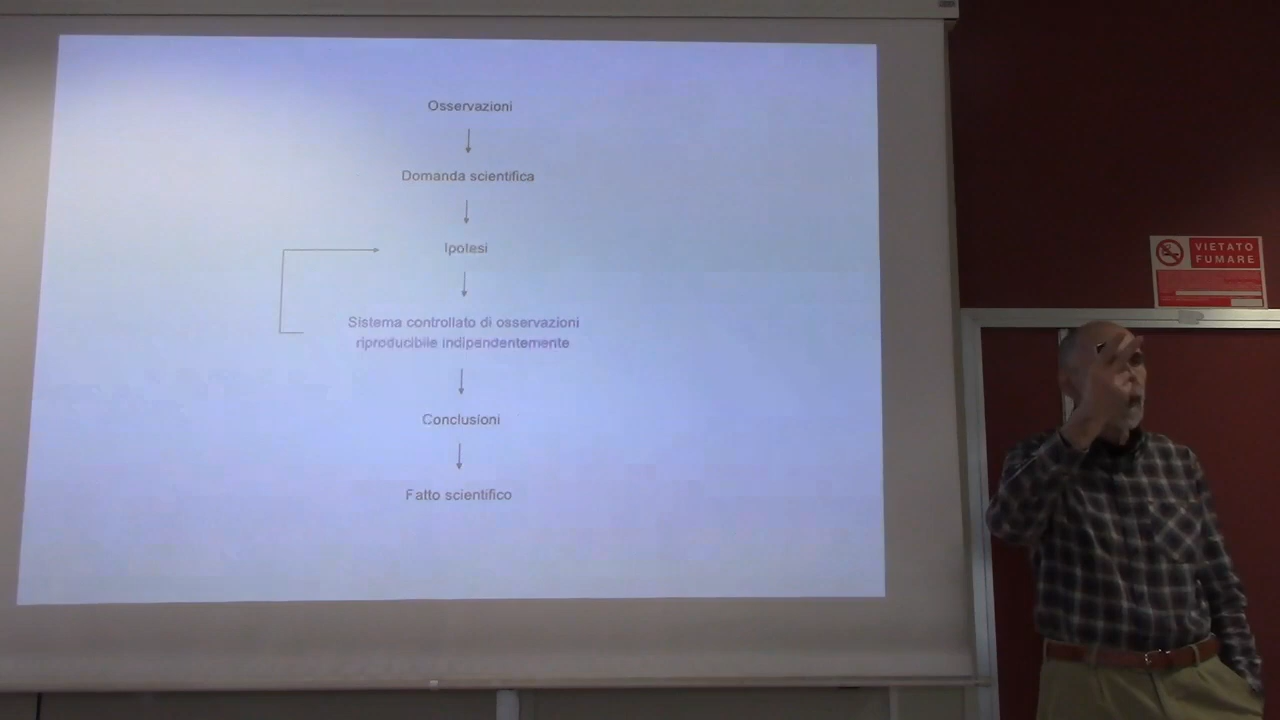 Osservazioni
Domanda scientifica
Ipotesi
Sistema controllato di osservazioni
riproducibile indipendentemente
Conclusioni
Fatto scientifico
VIETATO
FUMARE